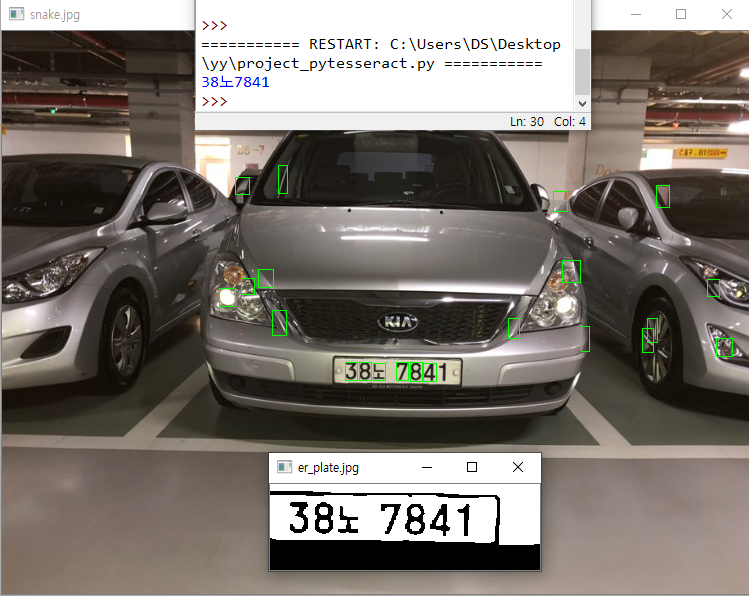 snake.jpg
>>>
=========== RESTART: C:\Users\DS\Desktop
\yy\project_pytesseract.py ===========
38노7841
>>>
Ln: 30 Col: 4
KIA
38노 7841
er_plate.jpg
38노 7841